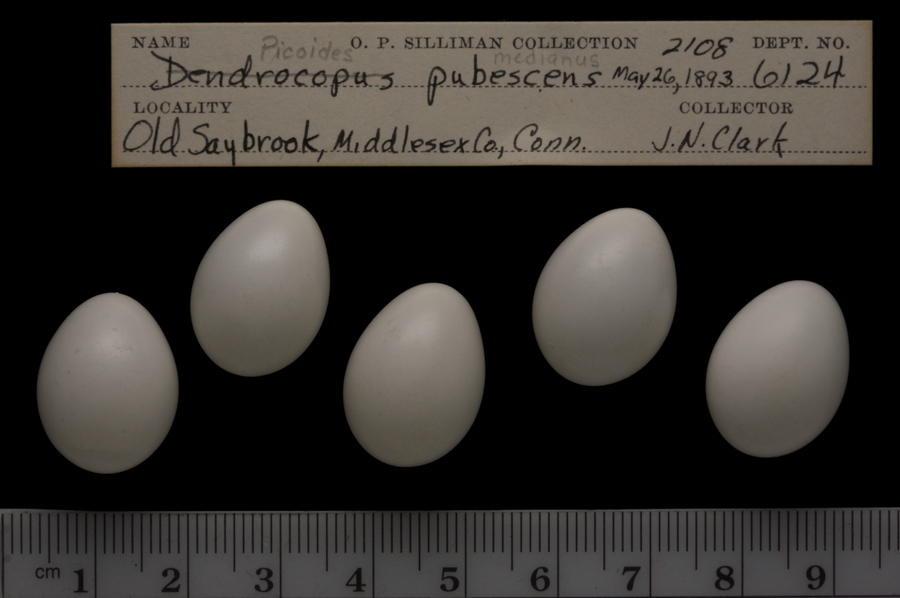 NAME Picoides O. P. SILLIMAN COLLECTION 2108 DEPT. NO.
medianus
Dendrocopus pubescens May 26, 1893 6124
LOCALITY COLLECTOR
Old Saybrook, Middlesex Co., Conn. J. N. Clark
cm 1 2 3 4 5 6 7 8 9